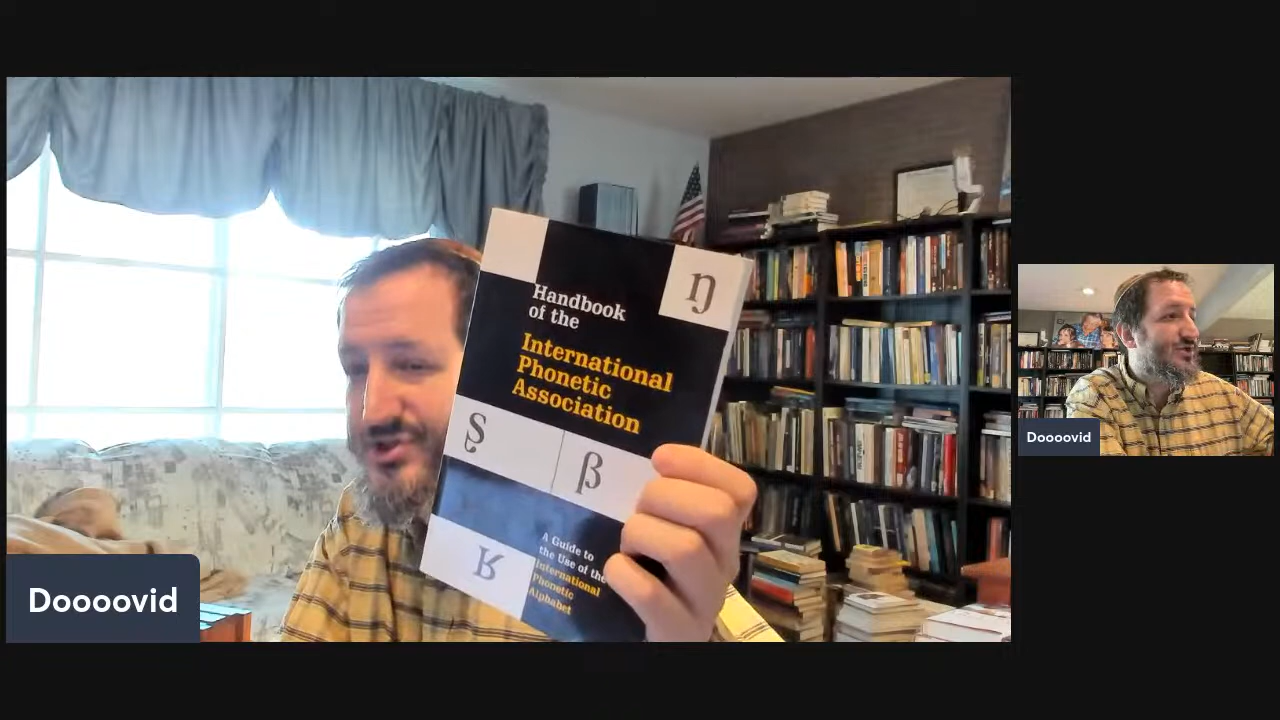 ŋ
Handbook
of the
International
Phonetic
Association
ʂ
β
A Guide to
the Use of the
International
Phonetic
Alphabet
ʁ
Doooovid
Doooovid